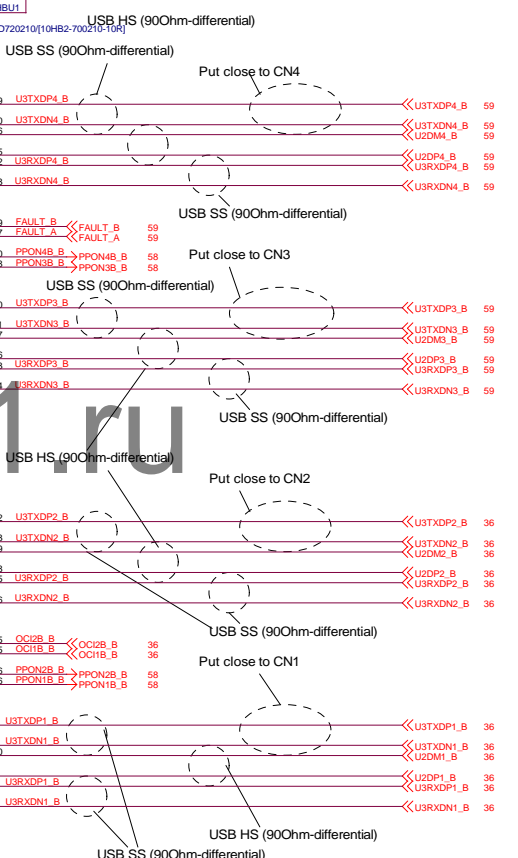 HBU1
USB HS (90Ohm-differential)
D720210/[10HB2-700210-10R]
USB SS (90Ohm-differential)
Put close to CN4
U3TXDP4_B U3TXDP4_B 59
U3TXDN4_B U3TXDN4_B 59
U2DM4_B 59
U2DP4_B 59
U3RXDP4_B U3RXDP4_B 59
U3RXDN4_B U3RXDN4_B 59
USB SS (90Ohm-differential)
FAULT_B FAULT_B 59
FAULT_A FAULT_A 59
PPON4B_B PPON4B_B 58
PPON3B_B PPON3B_B 58
Put close to CN3
USB SS (90Ohm-differential)
U3TXDP3_B U3TXDP3_B 59
U3TXDN3_B U3TXDN3_B 59
U2DM3_B 59
U2DP3_B 59
U3RXDP3_B U3RXDP3_B 59
U3RXDN3_B U3RXDN3_B 59
USB SS (90Ohm-differential)
1.ru
USB HS (90Ohm-differential)
Put close to CN2
U3TXDP2_B U3TXDP2_B 36
U3TXDN2_B U3TXDN2_B 36
U2DM2_B 36
U2DP2_B 36
U3RXDP2_B U3RXDP2_B 36
U3RXDN2_B U3RXDN2_B 36
USB SS (90Ohm-differential)
OCI2B_B OCI2B_B 36
OCI1B_B OCI1B_B 36
Put close to CN1
PPON2B_B PPON2B_B 58
PPON1B_B PPON1B_B 58
U3TXDP1_B U3TXDP1_B 36
U3TXDN1_B U3TXDN1_B 36
U2DM1_B 36
U2DP1_B 36
U3RXDP1_B U3RXDP1_B 36
U3RXDN1_B U3RXDN1_B 36
USB HS (90Ohm-differential)
USB SS (90Ohm-differential)